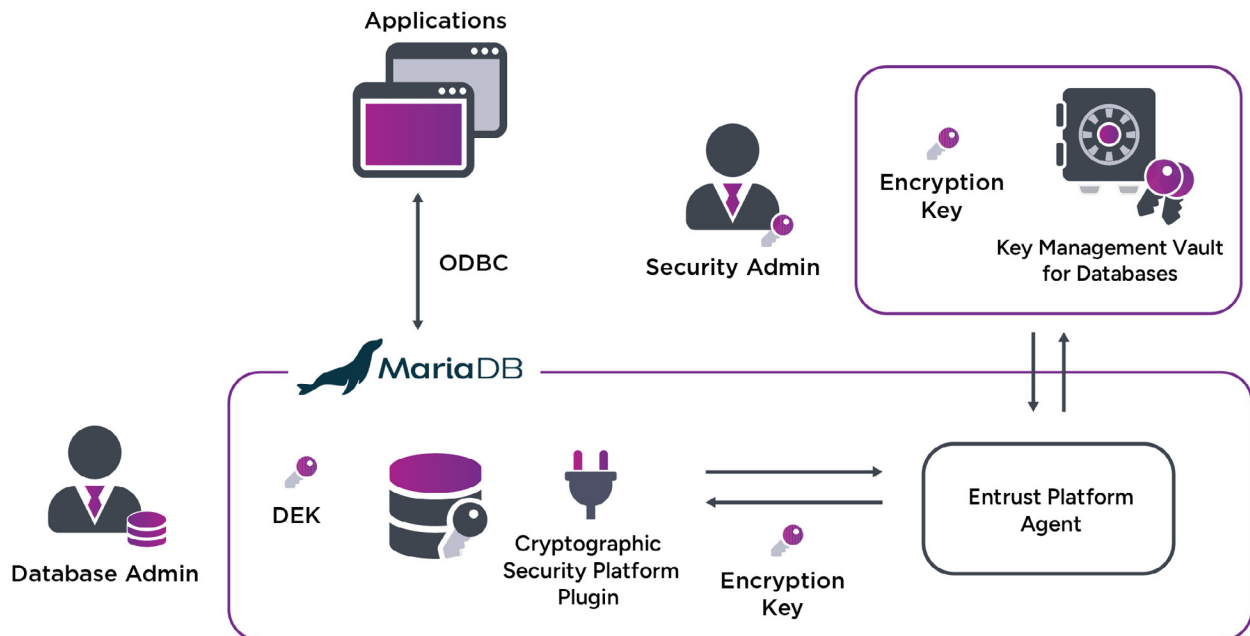 Applications
ODBC
Security Admin
Encryption
Key
Key Management Vault
for Databases
MariaDB
Database Admin
DEK
Cryptographic
Security Platform
Plugin
Encryption
Key
Entrust Platform
Agent